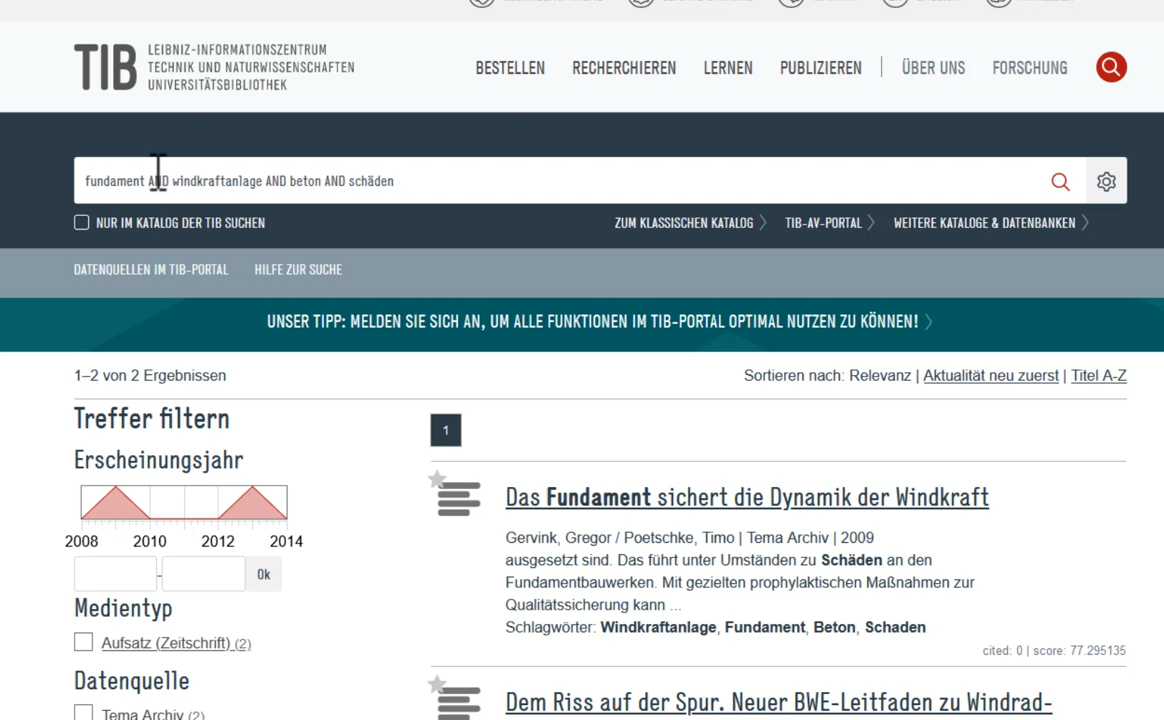 TIB
LEIBNIZ-INFORMATIONSZENTRUM
TECHNIK UND NATURWISSENSCHAFTEN
UNIVERSITÄTSBIBLIOTHEK
BESTELLEN RECHERCHIEREN LERNEN PUBLIZIEREN ÜBER UNS FORSCHUNG
fundament AND windkraftanlage AND beton AND schäden
NUR IM KATALOG DER TIB SUCHEN
ZUM KLASSISCHEN KATALOG TIB-AV-PORTAL WEITERE KATALOGE & DATENBANKEN
DATENQUELLEN IM TIB-PORTAL HILFE ZUR SUCHE
UNSER TIPP: MELDEN SIE SICH AN, UM ALLE FUNKTIONEN IM TIB-PORTAL OPTIMAL NUTZEN ZU KÖNNEN!
1–2 von 2 Ergebnissen
Sortieren nach: Relevanz | Aktualität neu zuerst | Titel A-Z
Treffer filtern
Erscheinungsjahr
2008 2010 2012 2014
- Ok
Medientyp
Aufsatz (Zeitschrift) (2)
Datenquelle
Tema Archiv (2)
1
Das Fundament sichert die Dynamik der Windkraft
Gervink, Gregor / Poetschke, Timo | Tema Archiv | 2009
ausgesetzt sind. Das führt unter Umständen zu Schäden an den
Fundamentbauwerken. Mit gezielten prophylaktischen Maßnahmen zur
Qualitätssicherung kann ...
Schlagwörter: Windkraftanlage, Fundament, Beton, Schaden
cited: 0 | score: 77.295135
Dem Riss auf der Spur. Neuer BWE-Leitfaden zu Windrad-